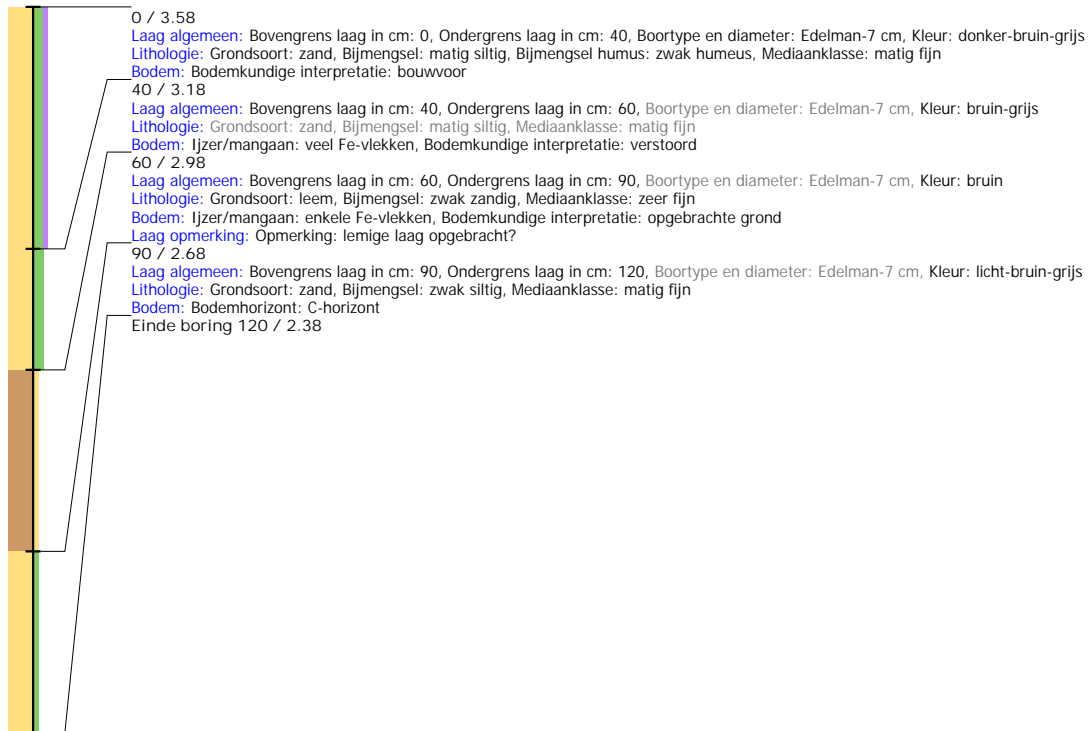 0 / 3.58
Laag algemeen: Bovengrens laag in cm: 0, Ondergrens laag in cm: 40, Boortype en diameter: Edelman-7 cm, Kleur: donker-bruin-grijs
Lithologie: Grondsoort: zand, Bijmengsel: matig siltig, Bijmengsel humus: zwak humeus, Mediaanklasse: matig fijn
Bodem: Bodemkundige interpretatie: bouwvoor
40 / 3.18
Laag algemeen: Bovengrens laag in cm: 40, Ondergrens laag in cm: 60, Boortype en diameter: Edelman-7 cm, Kleur: bruin-grijs
Lithologie: Grondsoort: zand, Bijmengsel: matig siltig, Mediaanklasse: matig fijn
Bodem: Ijzer/mangaan: veel Fe-vlekken, Bodemkundige interpretatie: verstoord
60 / 2.98
Laag algemeen: Bovengrens laag in cm: 60, Ondergrens laag in cm: 90, Boortype en diameter: Edelman-7 cm, Kleur: bruin
Lithologie: Grondsoort: leem, Bijmengsel: zwak zandig, Mediaanklasse: zeer fijn
Bodem: Ijzer/mangaan: enkele Fe-vlekken, Bodemkundige interpretatie: opgebrachte grond
Laag opmerking: Opmerking: lemige laag opgebracht?
90 / 2.68
Laag algemeen: Bovengrens laag in cm: 90, Ondergrens laag in cm: 120, Boortype en diameter: Edelman-7 cm, Kleur: licht-bruin-grijs
Lithologie: Grondsoort: zand, Bijmengsel: zwak siltig, Mediaanklasse: matig fijn
Bodem: Bodemhorizont: C-horizont
Einde boring 120 / 2.38